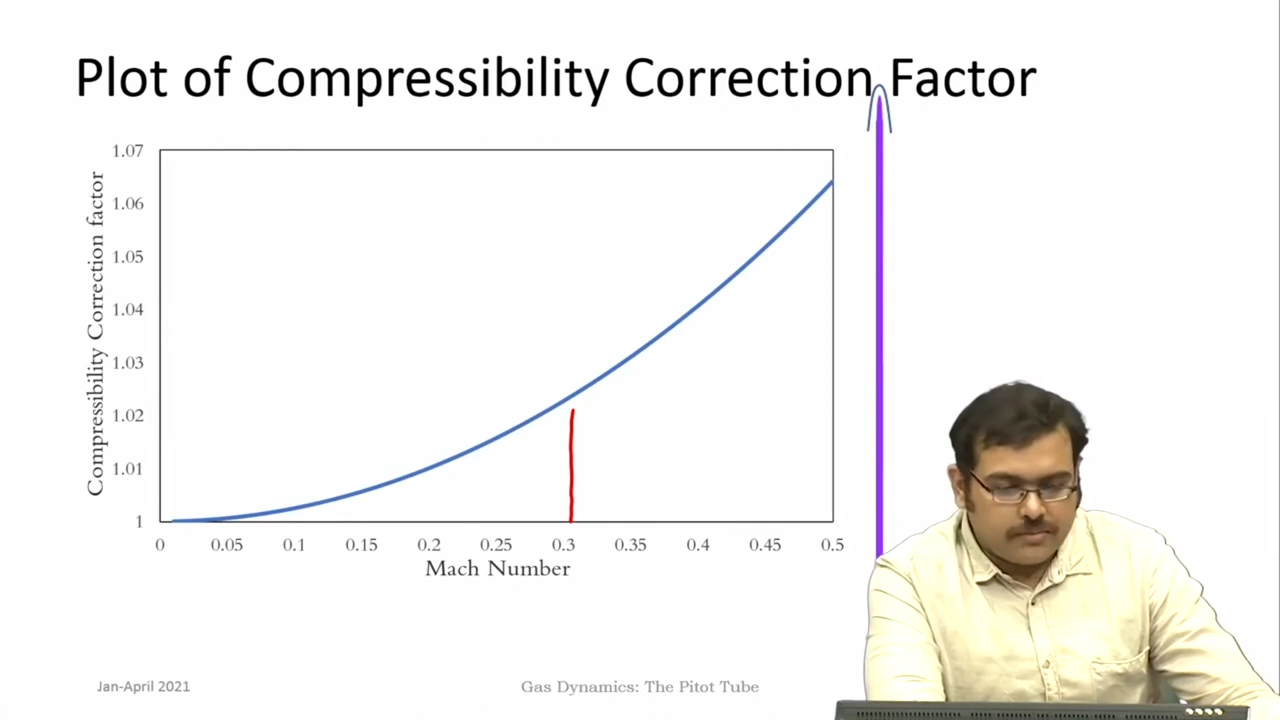 Plot of Compressibility Correction Factor
Compressibility Correction factor
1.07
1.06
1.05
1.04
1.03
1.02
1.01
1
0 0.05 0.1 0.15 0.2 0.25 0.3 0.35 0.4 0.45 0.5
Mach Number
Jan-April 2021
Gas Dynamics: The Pitot Tube